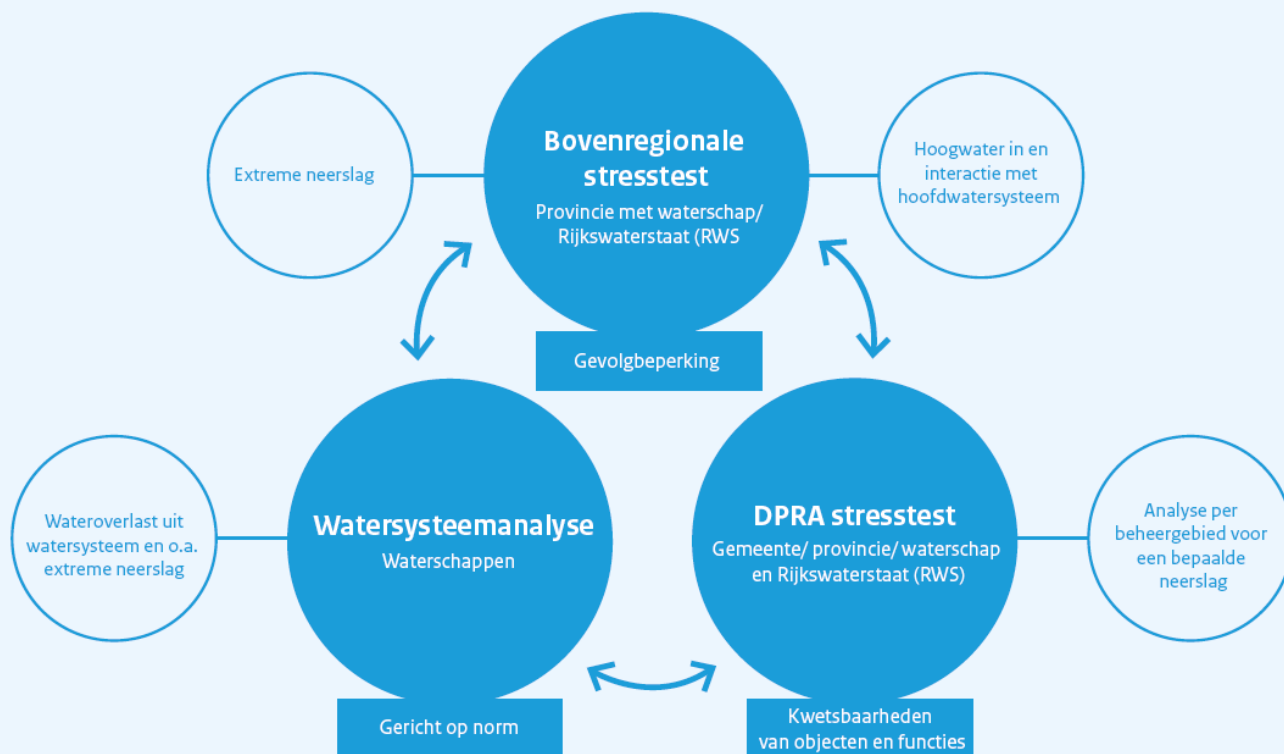 Bovenregionale
stresstest
Provincie met waterschap/
Rijkswaterstaat (RWS
Extreme neerslag
Hoogwater in en
interactie met
hoofdwatersysteem
Gevolgbeperking
Watersysteemanalyse
Waterschappen
Wateroverlast uit
watersysteem en o.a.
extreme neerslag
Gericht op norm
DPRA stresstest
Gemeente/ provincie/ waterschap
en Rijkswaterstaat (RWS)
Analyse per
beheergebied voor
een bepaalde
neerslag
Kwetsbaarheden
van objecten en functies